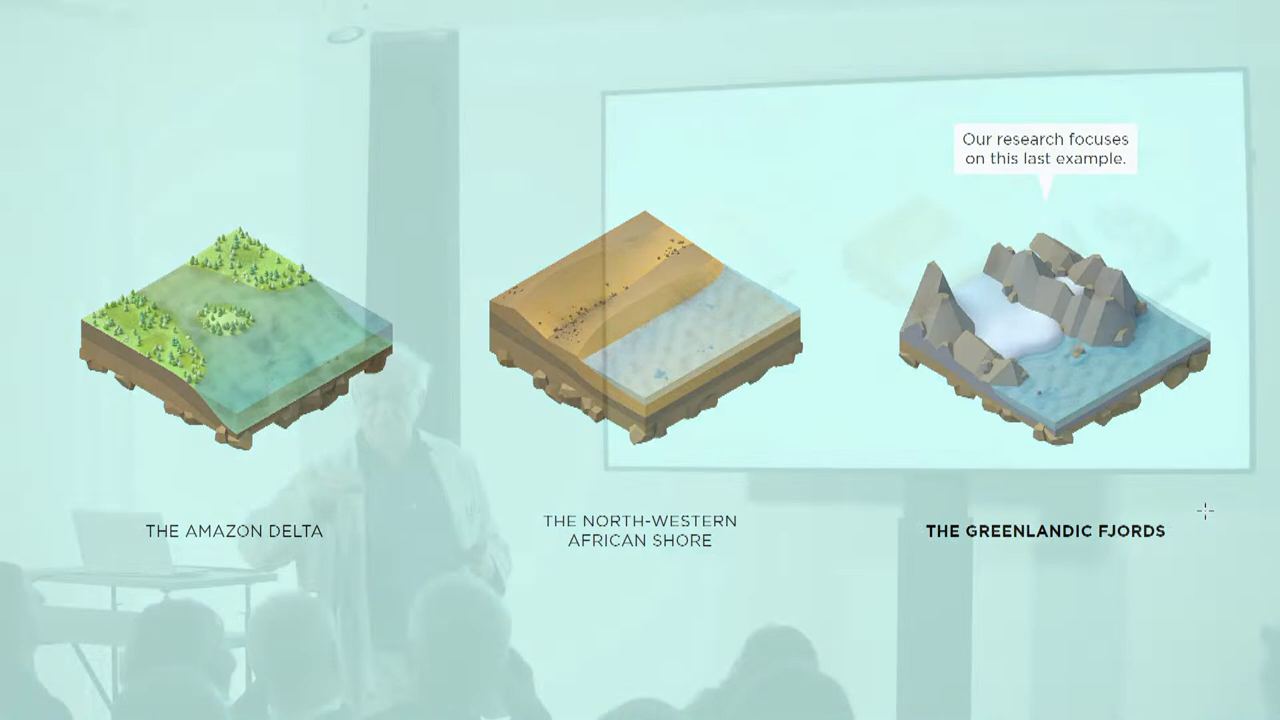 Our research focuses
on this last example.
THE AMAZON DELTA
THE NORTH-WESTERN
AFRICAN SHORE
THE GREENLANDIC FJORDS